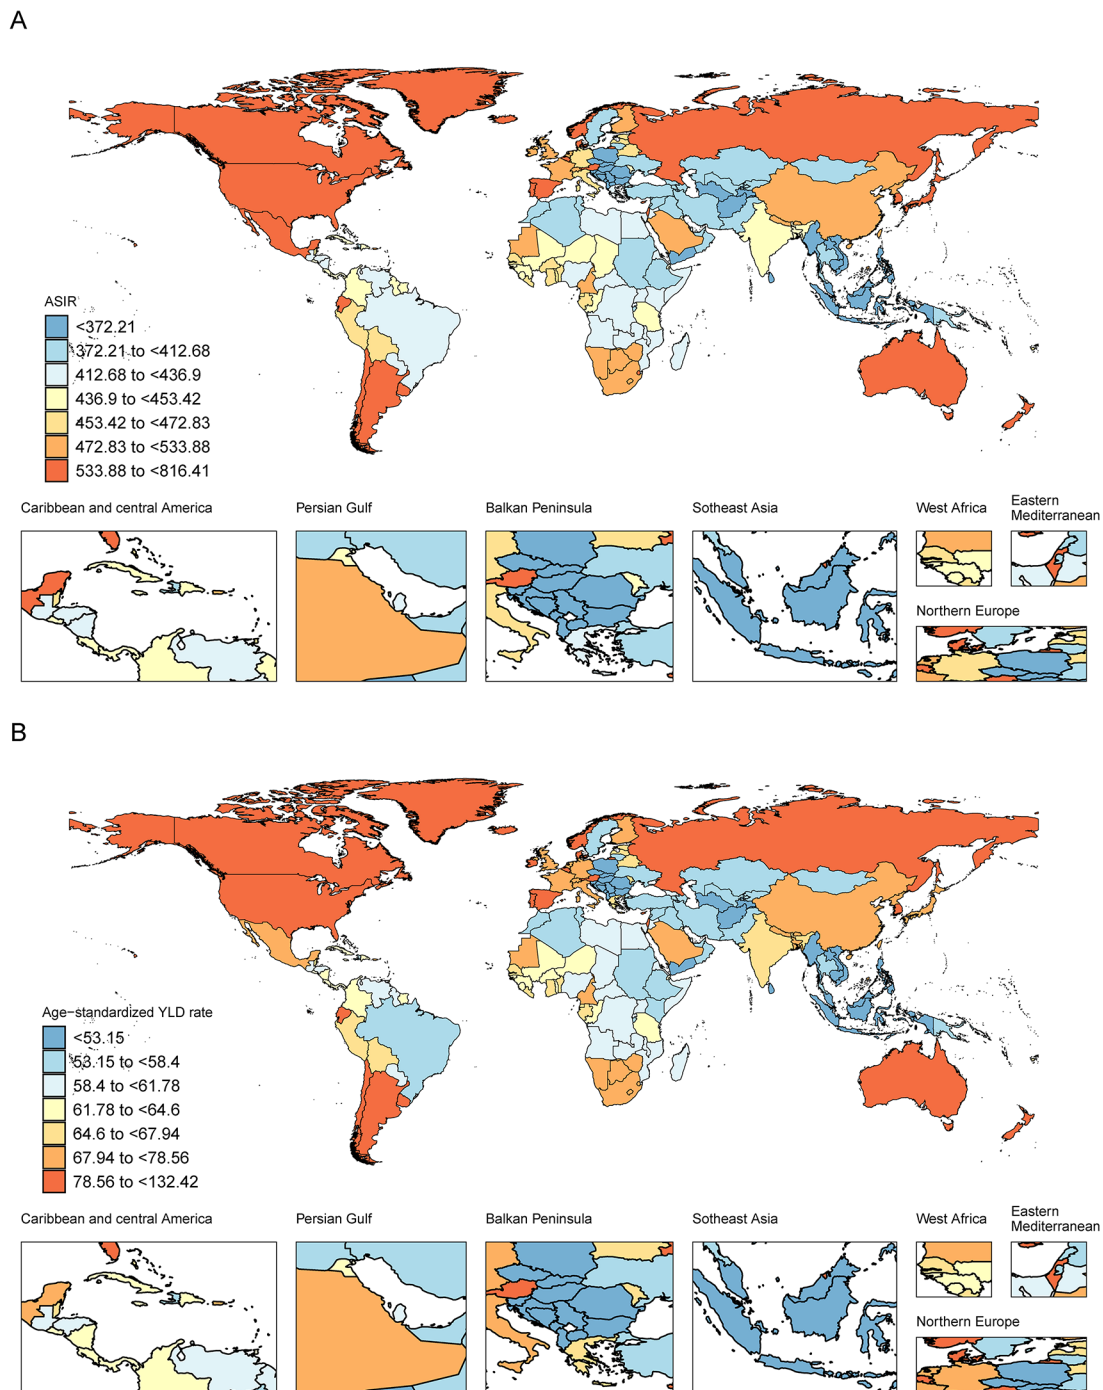 A
ASIR
<372.21
372.21 to <412.68
412.68 to <436.9
436.9 to <453.42
453.42 to <472.83
472.83 to <533.88
533.88 to <816.41
Caribbean and central America
Persian Gulf
Balkan Peninsula
Sotheast Asia
West Africa
Eastern
Mediterranean
Northern Europe
B
Age−standardized YLD rate
<53.15
53.15 to <58.4
58.4 to <61.78
61.78 to <64.6
64.6 to <67.94
67.94 to <78.56
78.56 to <132.42
Caribbean and central America
Persian Gulf
Balkan Peninsula
Sotheast Asia
West Africa
Eastern
Mediterranean
Northern Europe